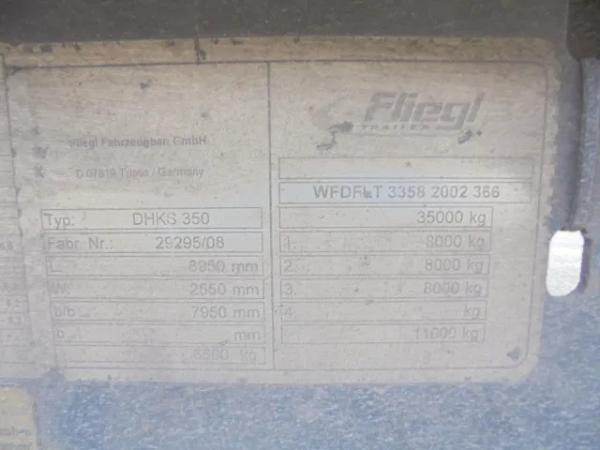 Fliegl
TRAILER
Fliegl Fahrzeugbau GmbH
D 07819 Triptis / Germany
WFDFLT 3358 2002 366
Typ: DHKS 350
35000 kg
Fabr. Nr.: 29295/08
1. 8000 kg
L 8950 mm
2. 8000 kg
W 2550 mm
3. 8000 kg
b/b 7950 mm
4. kg
b mm
11000 kg
kg